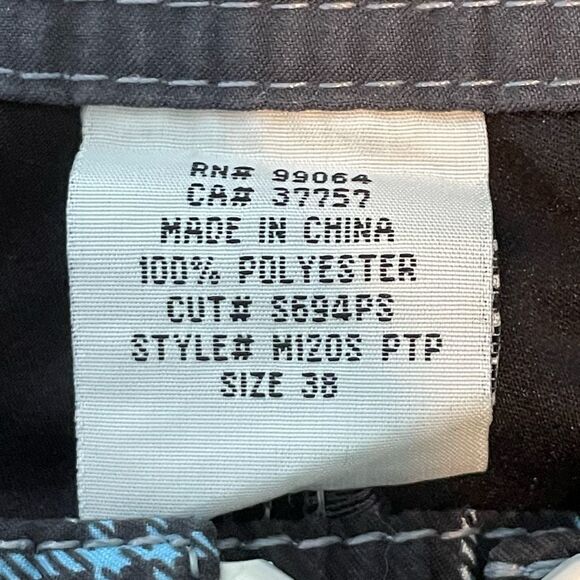 RN# 99064
CA# 37757
MADE IN CHINA
100% POLYESTER
CUT# S694PS
STYLE# M120S PTP
SIZE 38